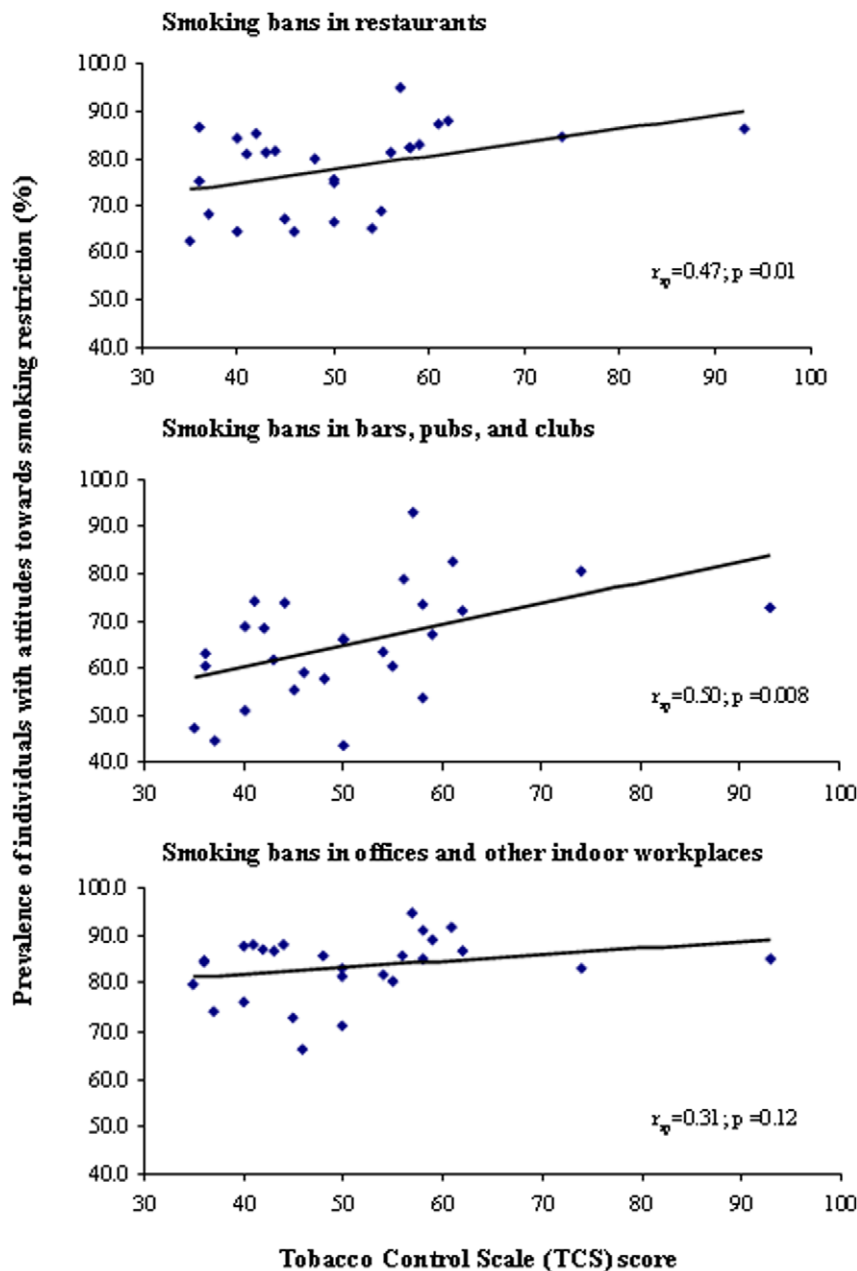 Prevalence of individuals with attitudes towards smoking restriction (%)
Smoking bans in restaurants
100.0
90.0
80.0
70.0
60.0
50.0
40.0
r_sp=0.47; p =0.01
30 40 50 60 70 80 90 100
Smoking bans in bars, pubs, and clubs
100.0
90.0
80.0
70.0
60.0
50.0
40.0
r_sp=0.50; p =0.008
30 40 50 60 70 80 90 100
Smoking bans in offices and other indoor workplaces
100.0
90.0
80.0
70.0
60.0
50.0
40.0
r_sp=0.31; p =0.12
30 40 50 60 70 80 90 100
Tobacco Control Scale (TCS) score